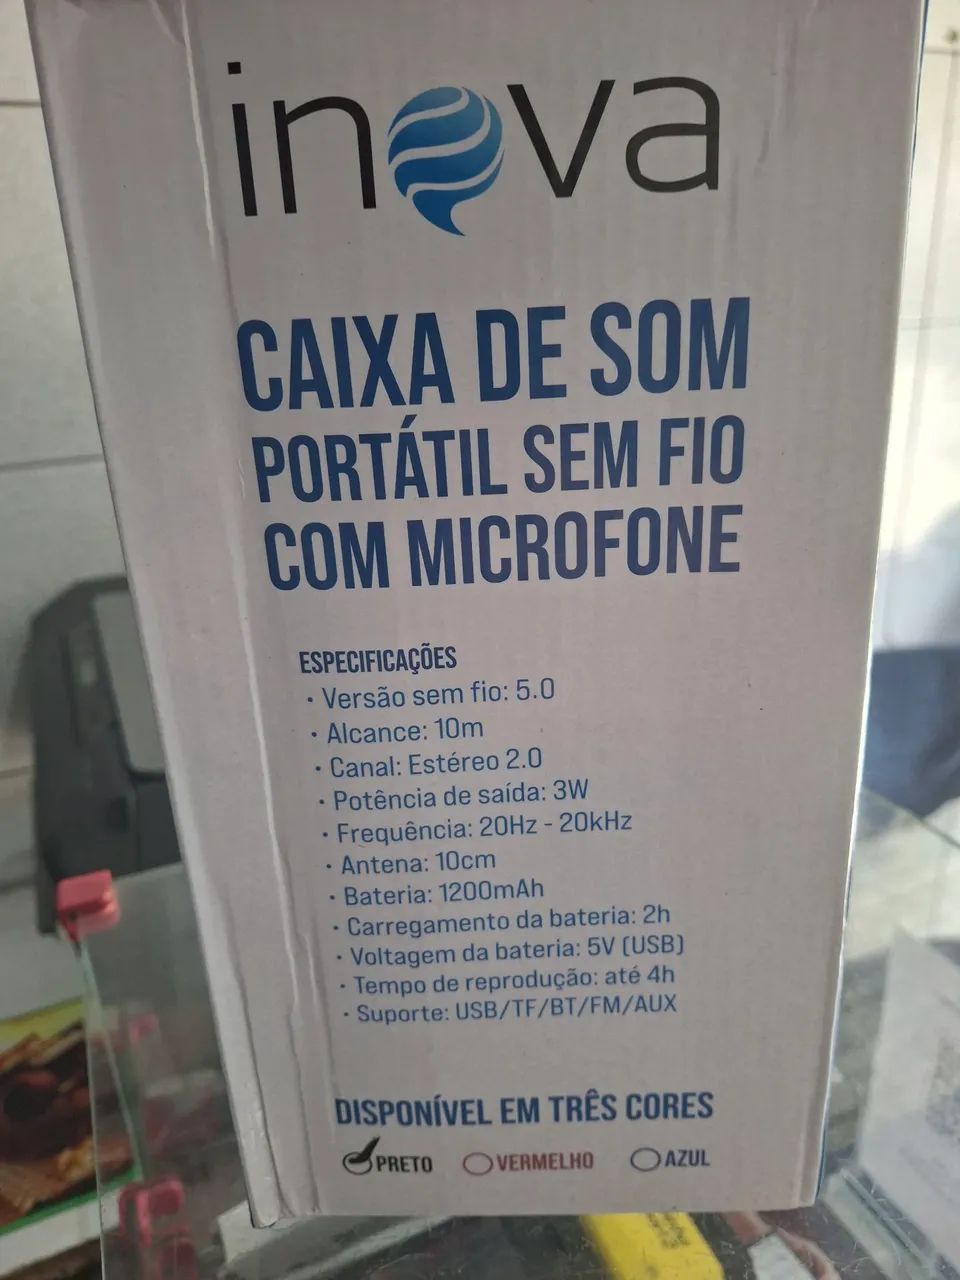 inova
CAIXA DE SOM
PORTÁTIL SEM FIO
COM MICROFONE
ESPECIFICAÇÕES
• Versão sem fio: 5.0
• Alcance: 10m
• Canal: Estéreo 2.0
• Potência de saída: 3W
• Frequência: 20Hz - 20kHz
• Antena: 10cm
• Bateria: 1200mAh
• Carregamento da bateria: 2h
• Voltagem da bateria: 5V (USB)
• Tempo de reprodução: até 4h
• Suporte: USB/TF/BT/FM/AUX
DISPONÍVEL EM TRÊS CORES
PRETO VERMELHO AZUL